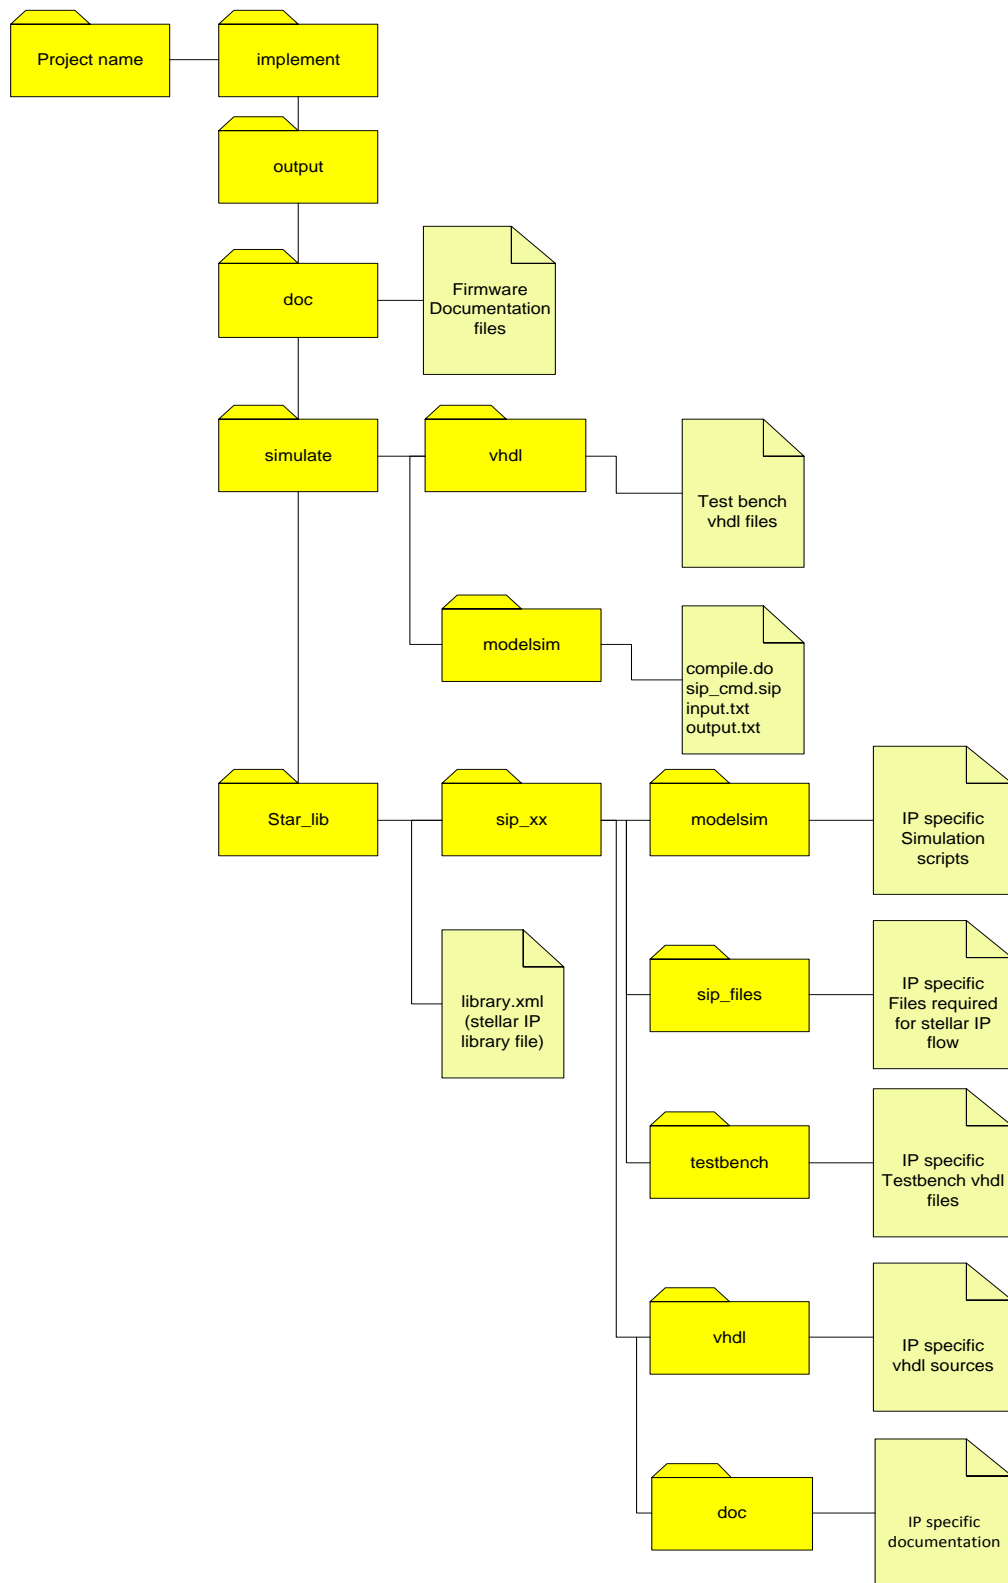 Project name
implement
output
doc
Firmware
Documentation
files
simulate
vhdl
Test bench
vhdl files
modelsim
compile.do
sip_cmd.sip
input.txt
output.txt
Star_lib
sip_xx
modelsim
IP specific
Simulation
scripts
library.xml
(stellar IP
library file)
sip_files
IP specific
Files required
for stellar IP
flow
testbench
IP specific
Testbench vhdl
files
vhdl
IP specific
vhdl sources
doc
IP specific
documentation